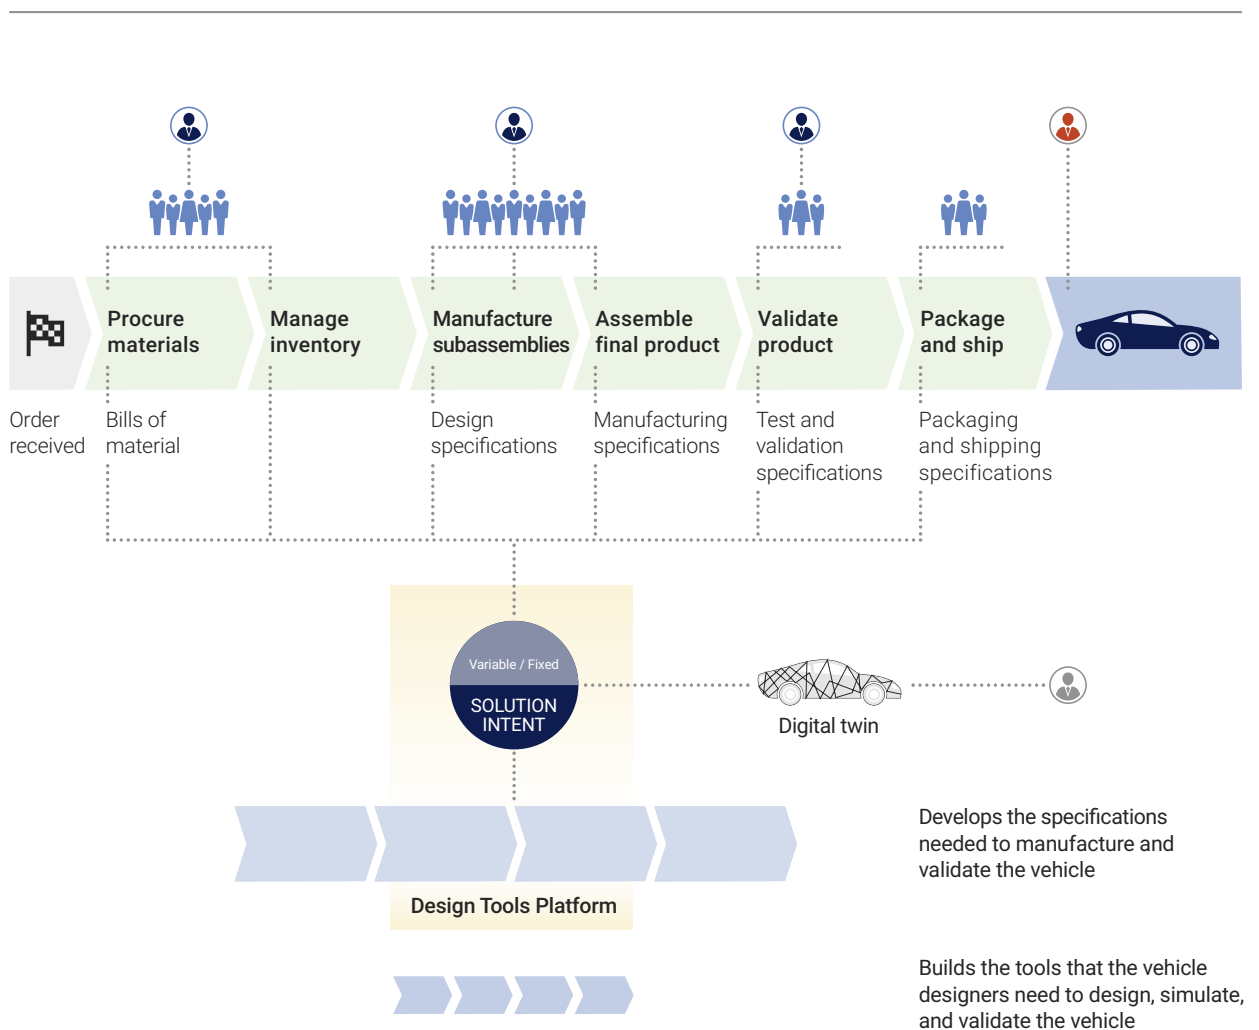 Procure
materials
Manage
inventory
Manufacture
subassemblies
Assemble
final product
Validate
product
Package
and ship
Order
received
Bills of
material
Design
specifications
Manufacturing
specifications
Test and
validation
specifications
Packaging
and shipping
specifications
Variable / Fixed
SOLUTION
INTENT
Digital twin
Develops the specifications
needed to manufacture and
validate the vehicle
Design Tools Platform
Builds the tools that the vehicle
designers need to design, simulate,
and validate the vehicle